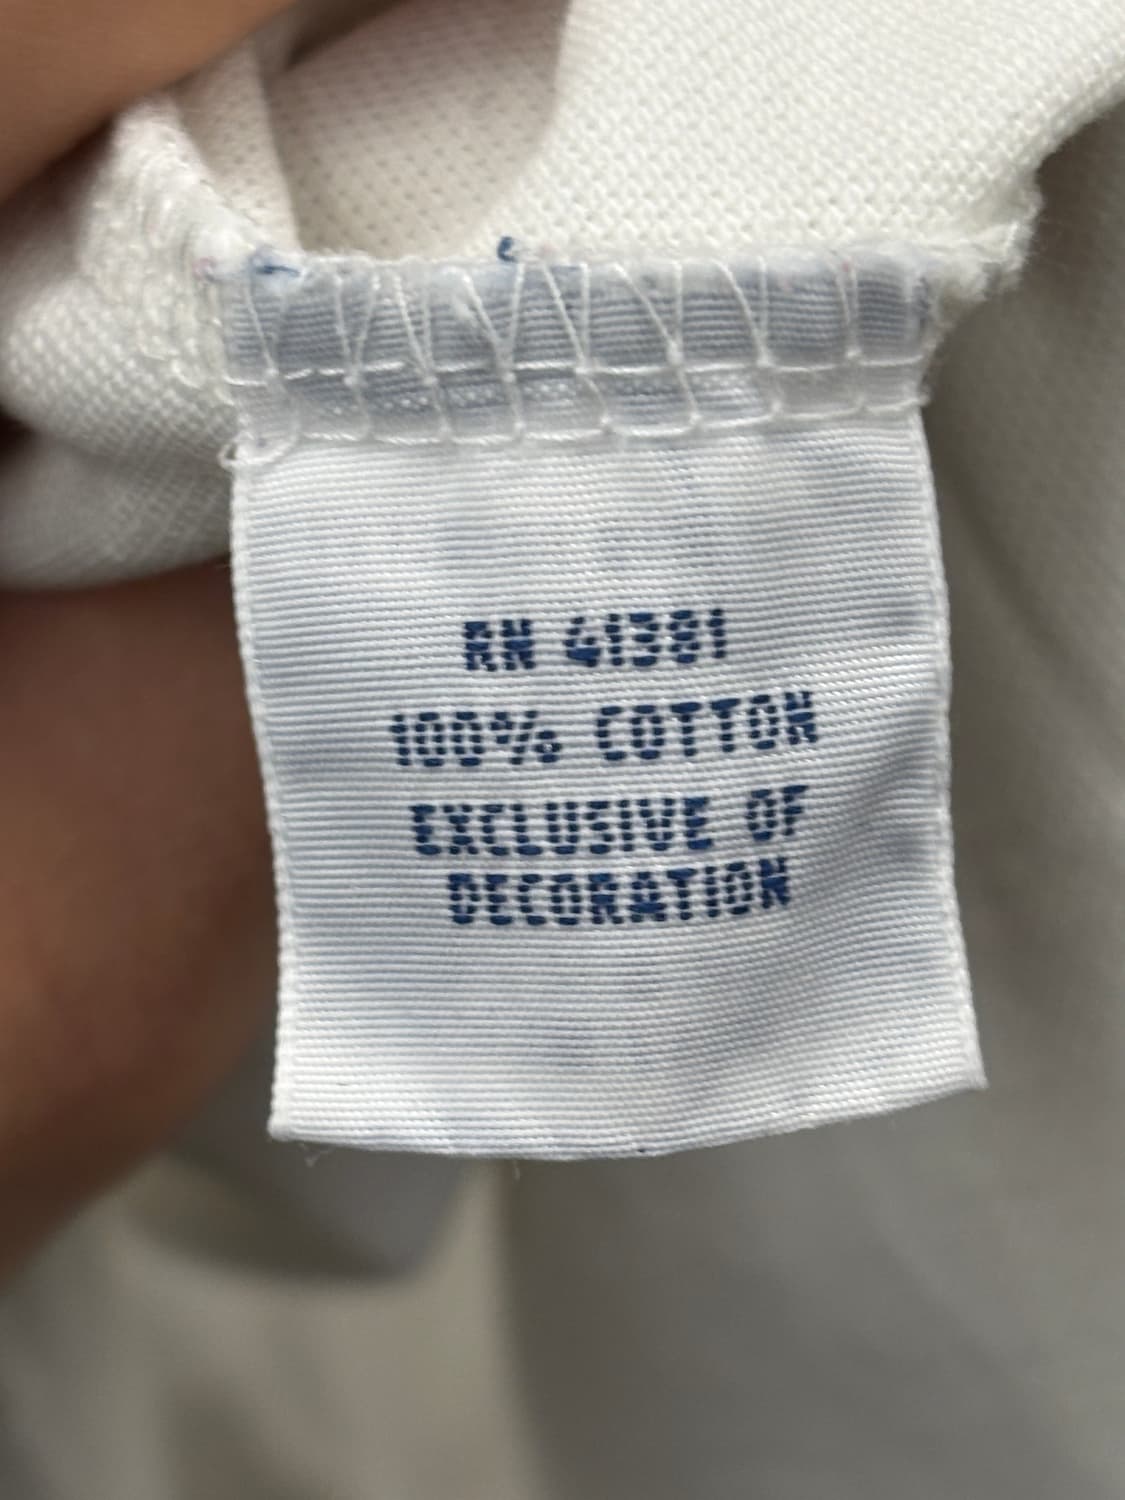 RN 41381
100% COTTON
EXCLUSIVE OF
DECORATION